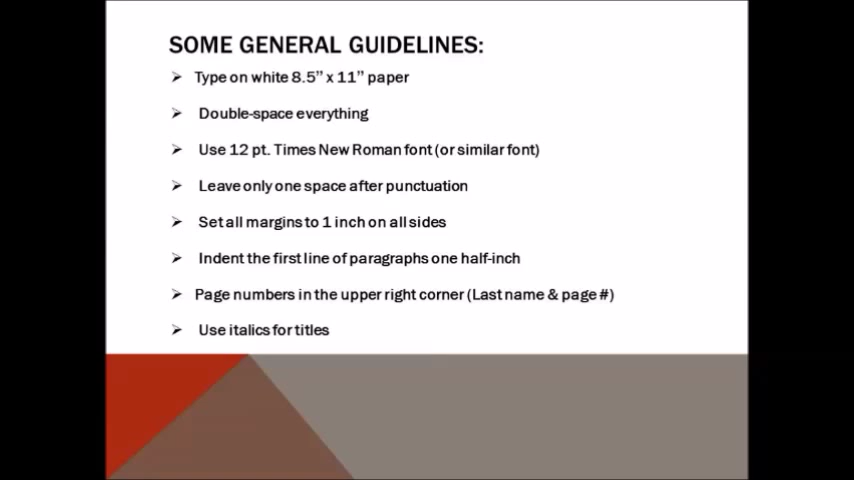 SOME GENERAL GUIDELINES:
➢ Type on white 8.5” x 11” paper
➢ Double-space everything
➢ Use 12 pt. Times New Roman font (or similar font)
➢ Leave only one space after punctuation
➢ Set all margins to 1 inch on all sides
➢ Indent the first line of paragraphs one half-inch
➢ Page numbers in the upper right corner (Last name & page #)
➢ Use italics for titles